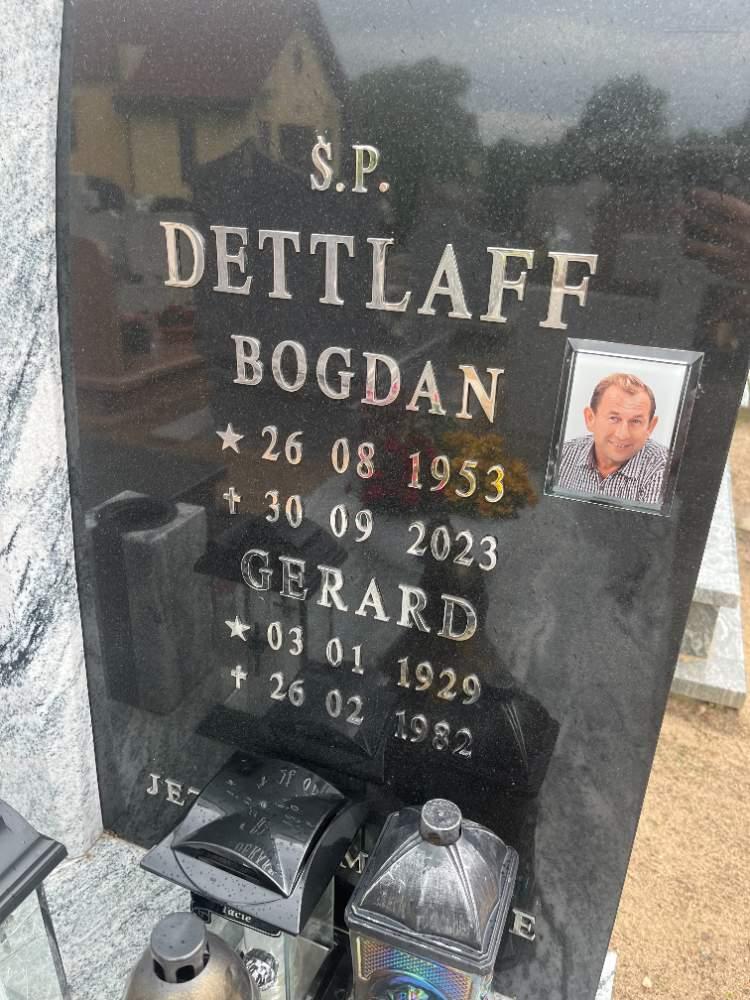 Ś.P.
DETTLAFF
BOGDAN
★ 26 08 1953
✝ 30 09 2023
GERARD
★ 03 01 1929
✝ 26 02 1982